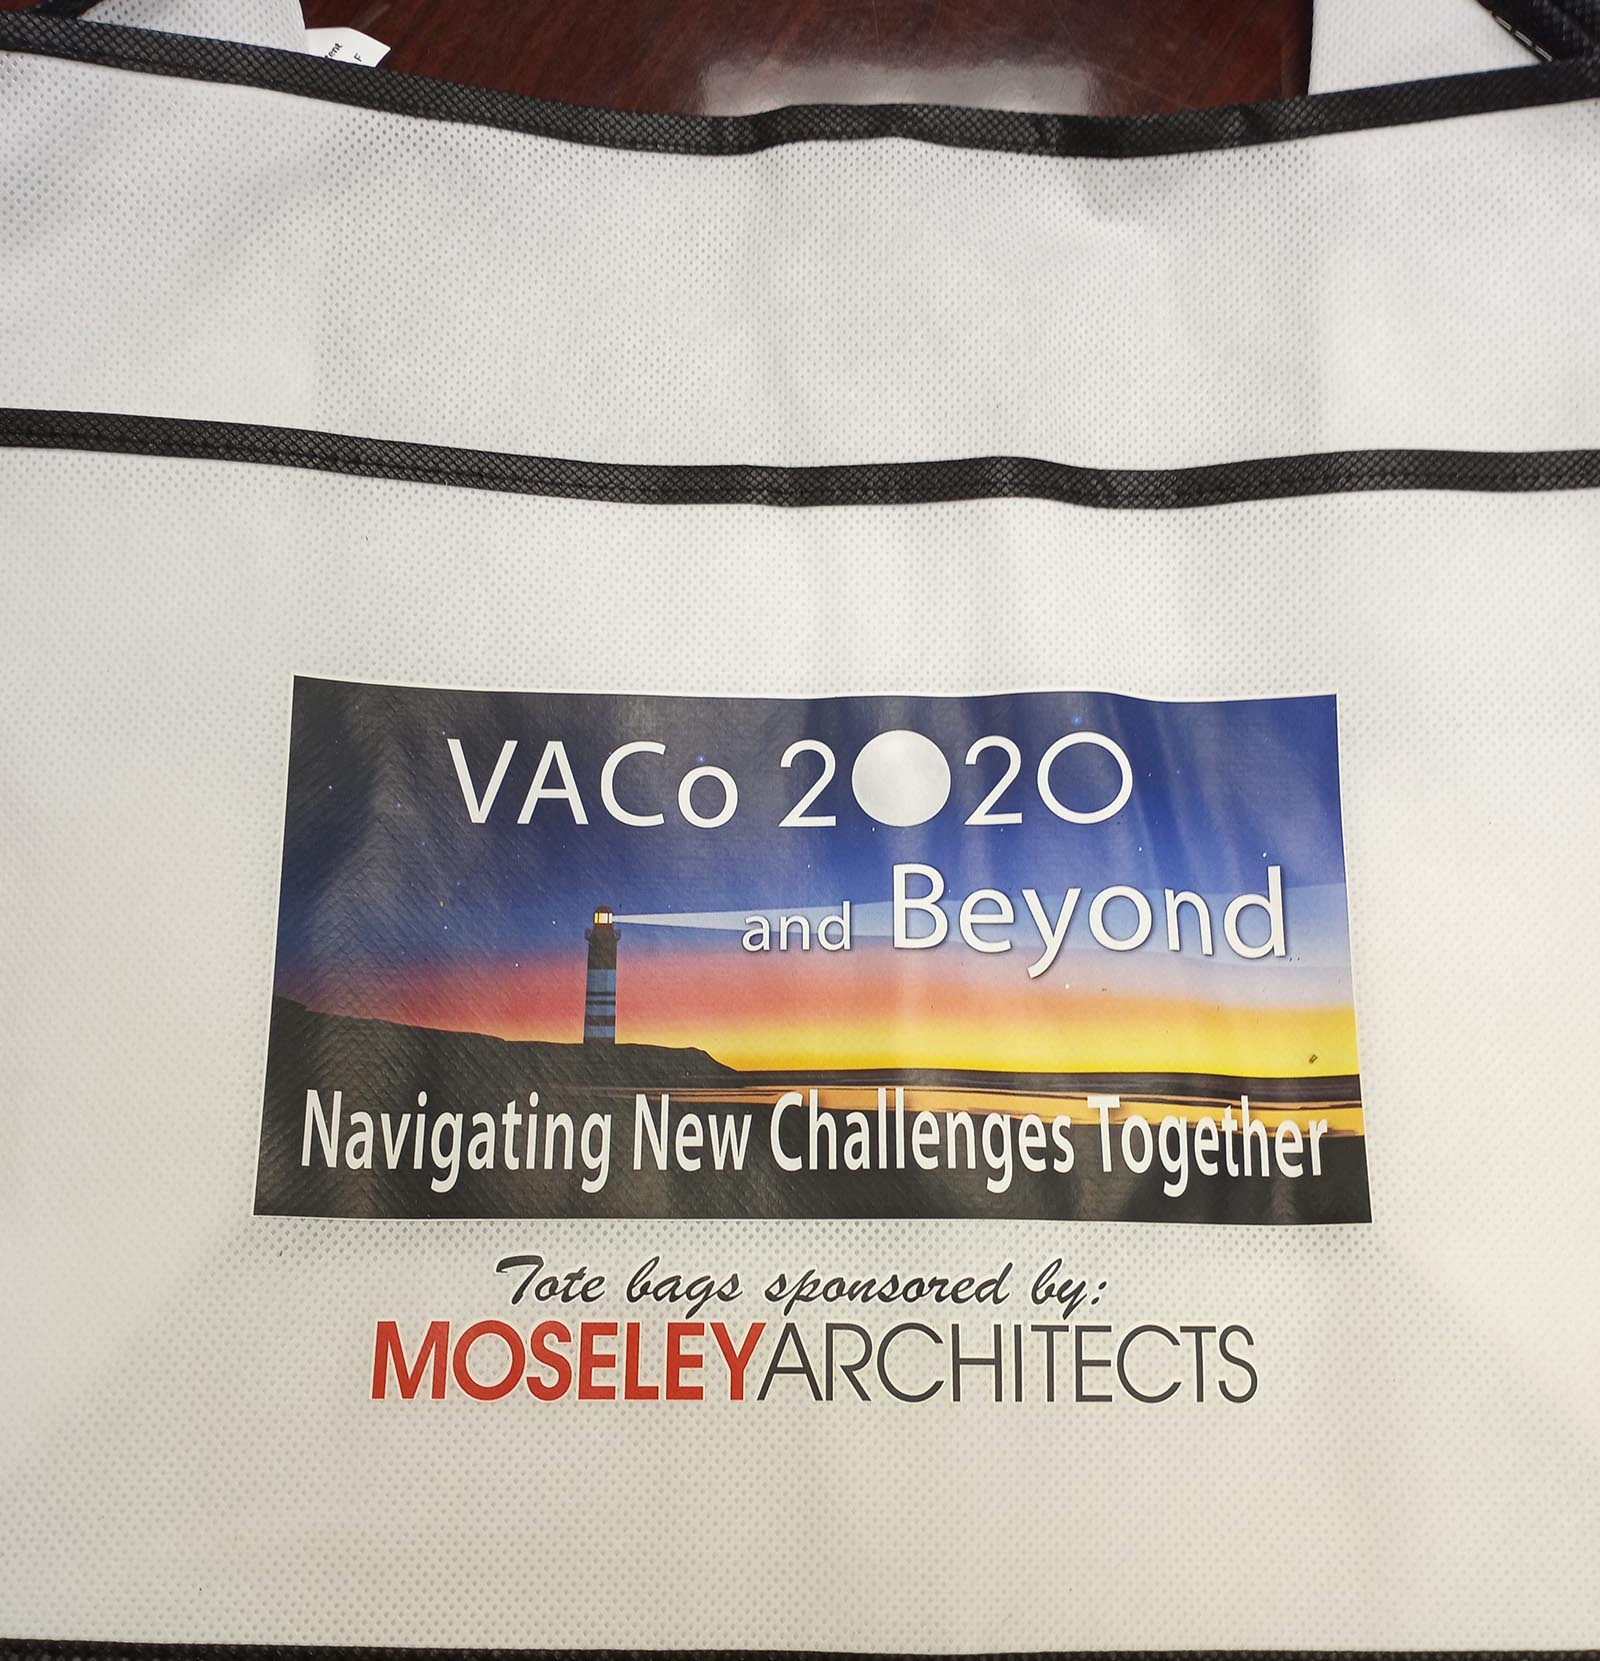 VACo 2020
and Beyond
Navigating New Challenges Together
Tote bags sponsored by:
MOSELEYARCHITECTS